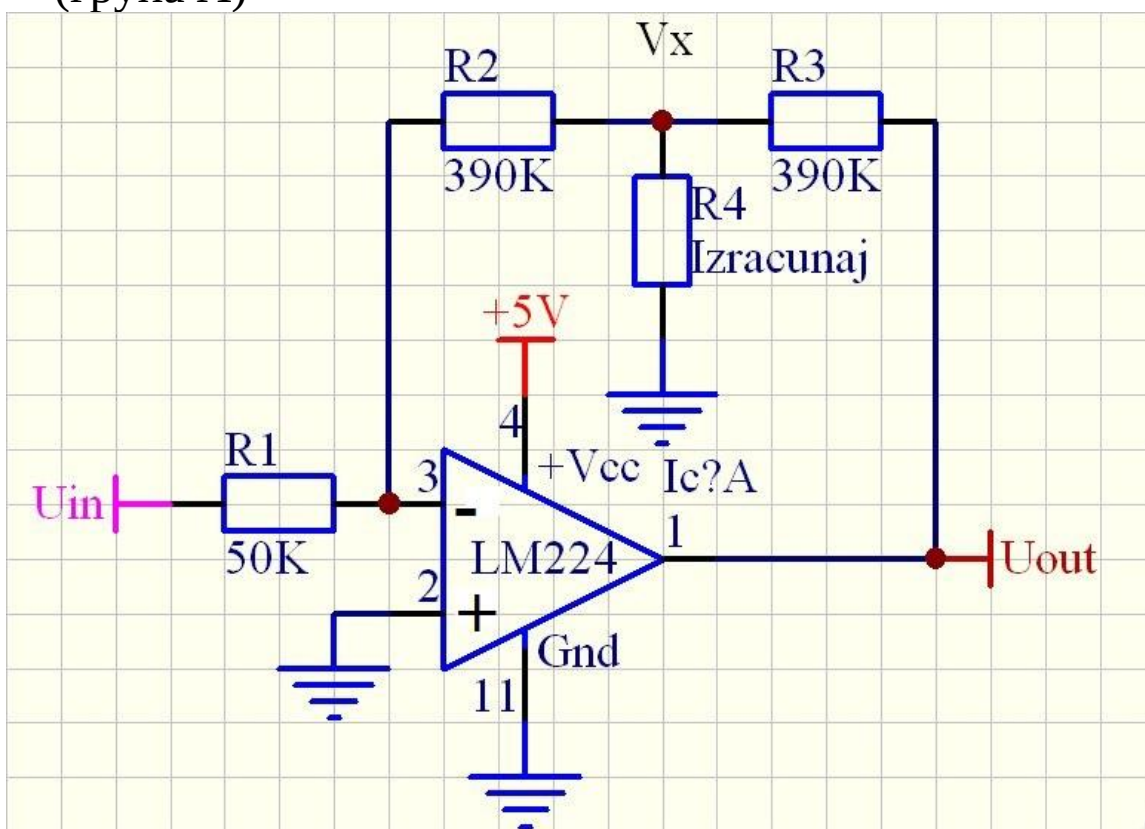 (група А)
Vx
R2
R3
390K
390K
R4
Izracunaj
+5V
4
+Vcc
Ic?A
R1
3
-
1
Uin
LM224
Uout
50K
2
+
Gnd
11